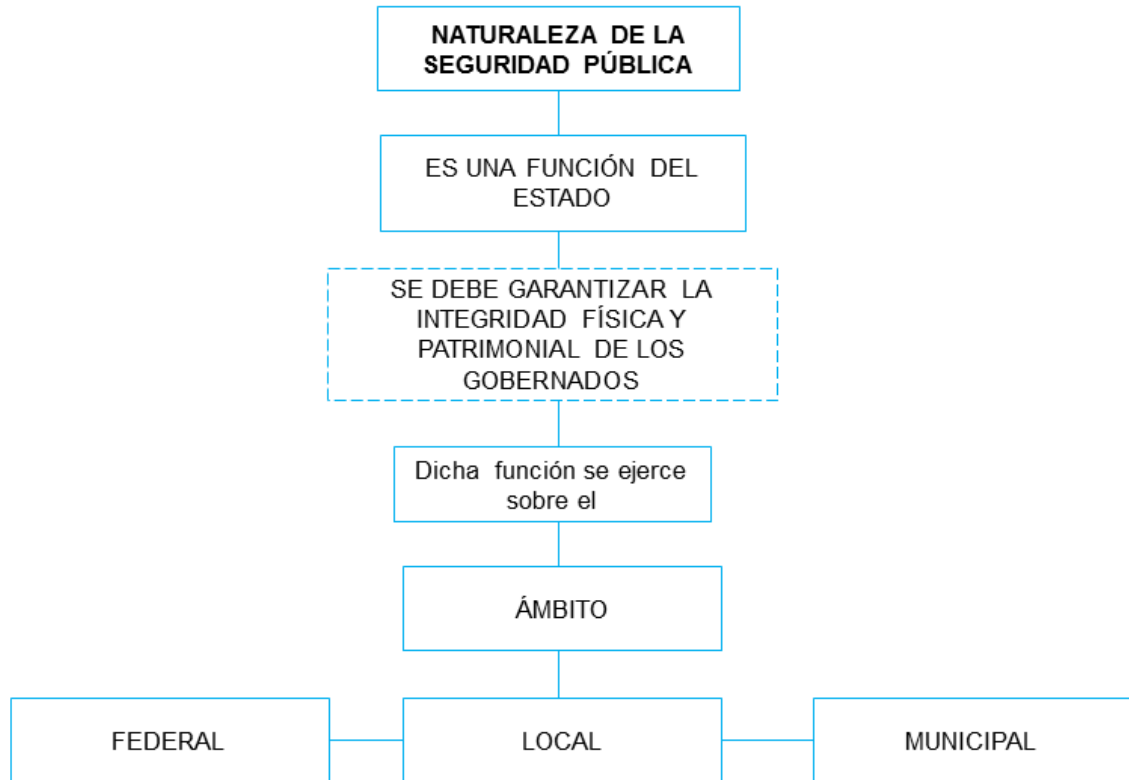 NATURALEZA DE LA
SEGURIDAD PÚBLICA
ES UNA FUNCIÓN DEL
ESTADO
SE DEBE GARANTIZAR LA
INTEGRIDAD FÍSICA Y
PATRIMONIAL DE LOS
GOBERNADOS
Dicha función se ejerce
sobre el
ÁMBITO
FEDERAL
LOCAL
MUNICIPAL